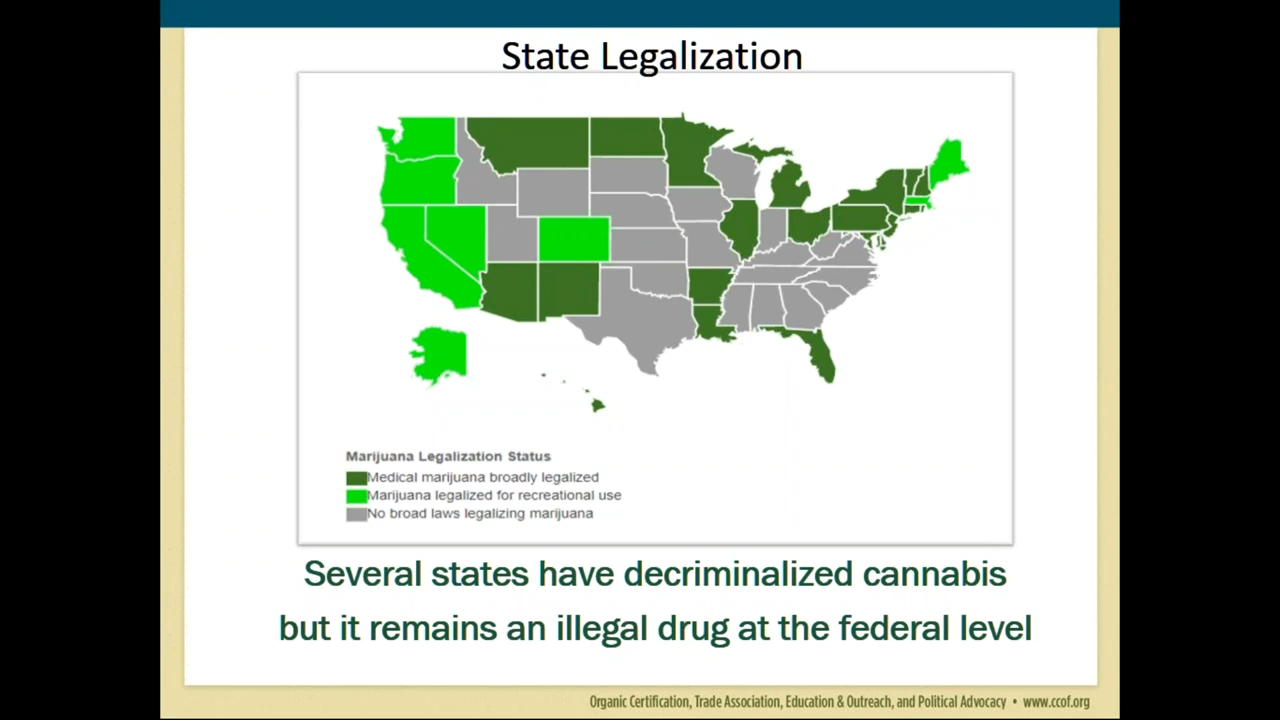 State Legalization
Marijuana Legalization Status
Medical marijuana broadly legalized
Marijuana legalized for recreational use
No broad laws legalizing marijuana
Several states have decriminalized cannabis
but it remains an illegal drug at the federal level
Organic Certification, Trade Association, Education & Outreach, and Political Advocacy • www.ccof.org